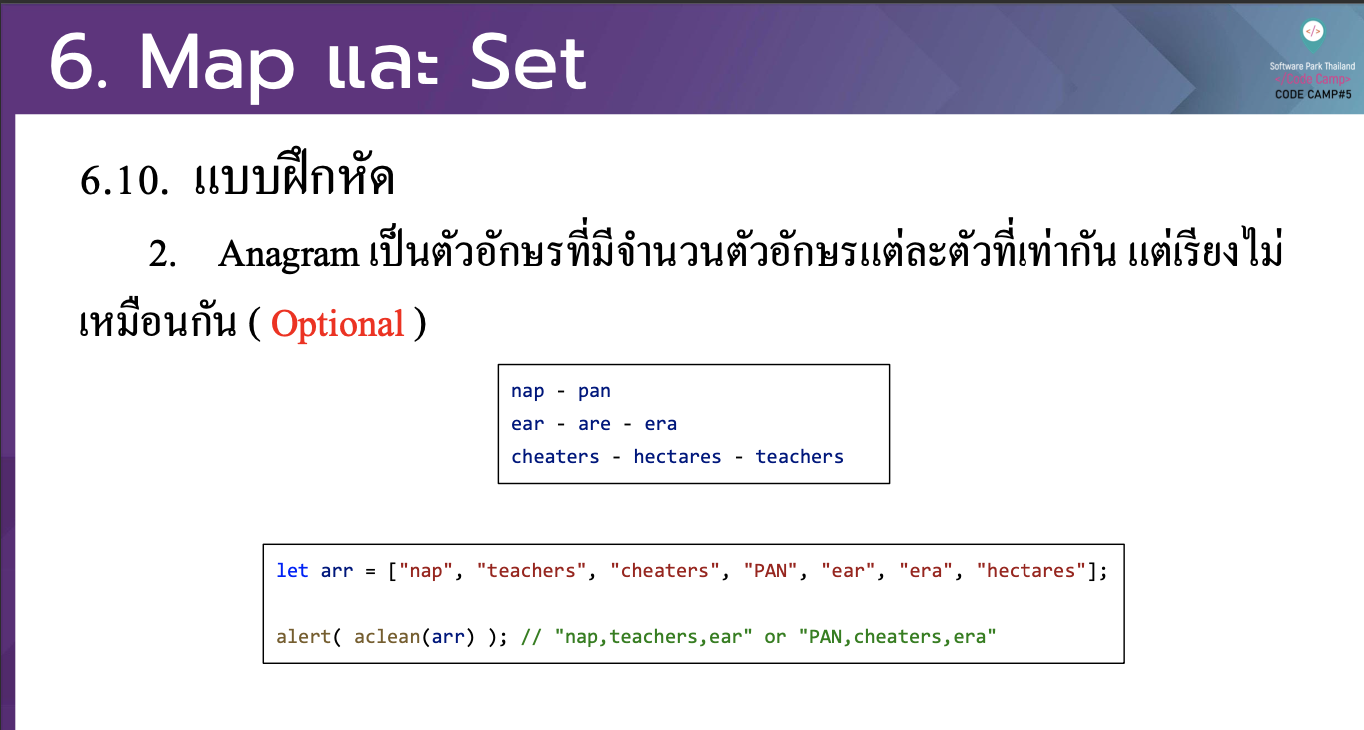 6. Map และ Set
</>
Software Park Thailand
</Code Camp>
CODE CAMP#5
6.10. แบบฝึกหัด
2. Anagram เป็นตัวอักษรที่มีจำนวนตัวอักษรแต่ละตัวที่เท่ากัน แต่เรียงไม่
เหมือนกัน ( Optional )
nap - pan
ear - are - era
cheaters - hectares - teachers
let arr = ["nap", "teachers", "cheaters", "PAN", "ear", "era", "hectares"];
alert( aclean(arr) ); // "nap,teachers,ear" or "PAN,cheaters,era"